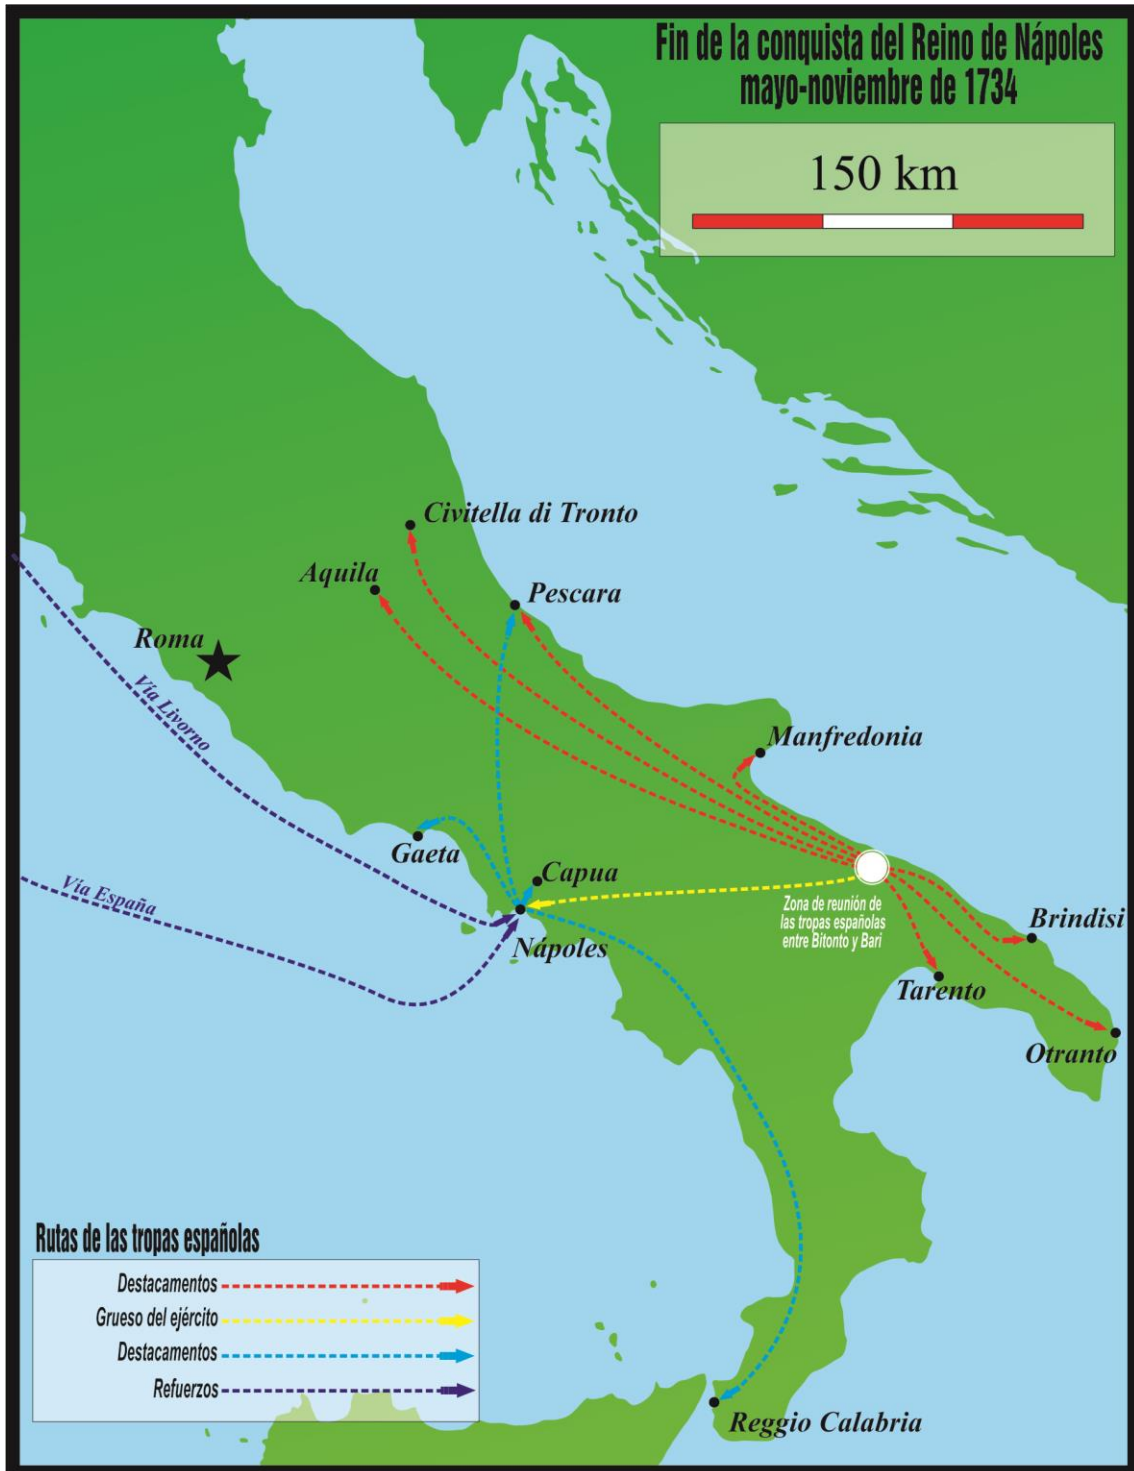 Fin de la conquista del Reino de Nápoles
mayo-noviembre de 1734
150 km
Civitella di Tronto
Aquila
Pescara
Roma
Vía Livorno
Manfredonia
Gaeta
Capua
Vía España
Zona de reunión de
las tropas españolas
entre Bitonto y Bari
Brindisi
Nápoles
Tarento
Otranto
Rutas de las tropas españolas
Destacamentos
Grueso del ejército
Destacamentos
Refuerzos
Reggio Calabria